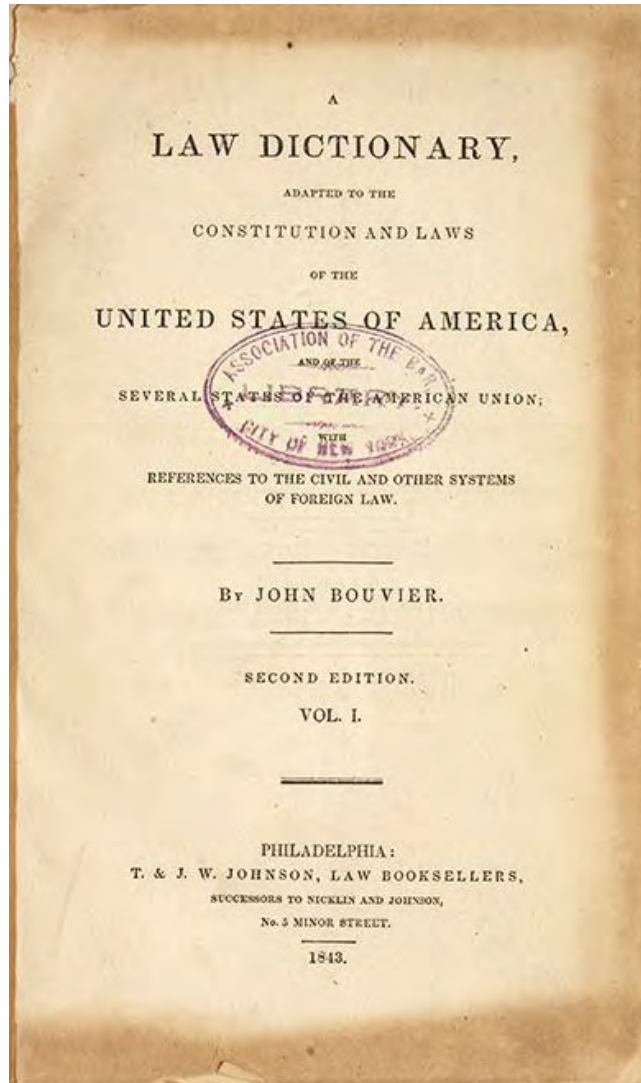 A
LAW DICTIONARY,
ADAPTED TO THE
CONSTITUTION AND LAWS
OF THE
UNITED STATES OF AMERICA,
AND OF THE
SEVERAL STATES OF THE AMERICAN UNION;
WITH
REFERENCES TO THE CIVIL AND OTHER SYSTEMS
OF FOREIGN LAW.
ASSOCIATION OF THE BAR
LIBRARY
CITY OF NEW YORK
By JOHN BOUVIER.
SECOND EDITION.
VOL. I.
PHILADELPHIA:
T. & J. W. JOHNSON, LAW BOOKSELLERS,
SUCCESSORS TO NICKLIN AND JOHNSON,
No. 5 MINOR STREET.
1843.